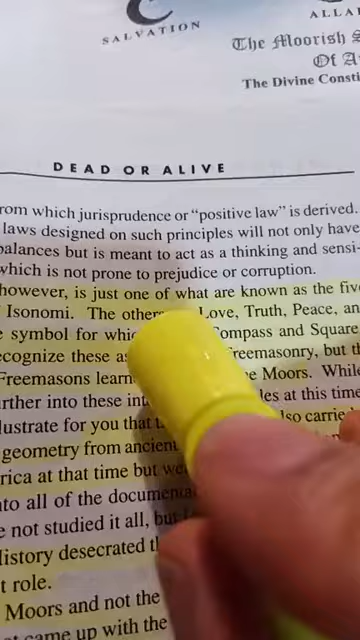 SALVATION
ALLA
The Moorish S
Of A
The Divine Consti
DEAD OR ALIVE
rom which jurisprudence or “positive law” is derived.
laws designed on such principles will not only have
balances but is meant to act as a thinking and sensi-
which is not prone to prejudice or corruption.
however, is just one of what are known as the five
Isonomi. The others Love, Truth, Peace, an
e symbol for whi Compass and Square
ecognize these as Freemasonry, but th
Freemasons learn e Moors. While
rther into these in les at this time
lustrate for you that lso carrie
geometry from ancient
rica at that time but we
nto all of the documen
e not studied it all, but
History desecrated th
t role.
Moors and not the
t came up with the